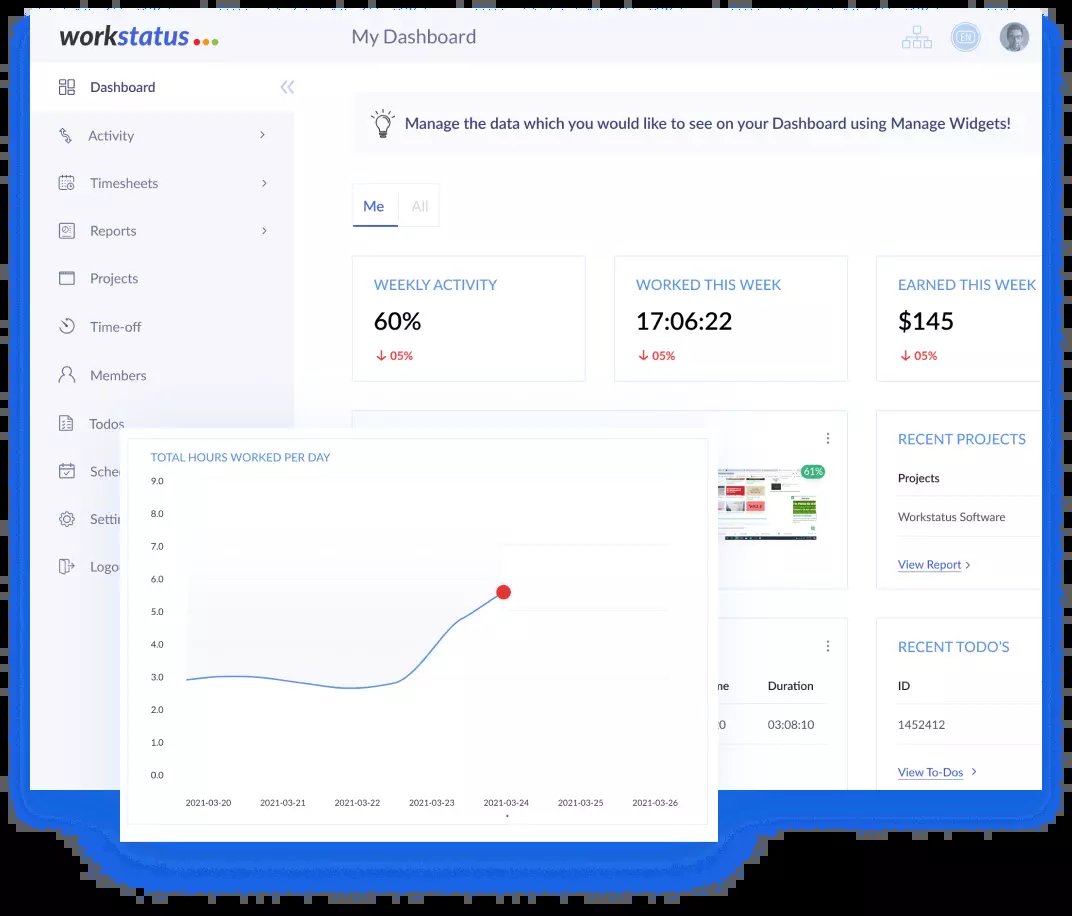 workstatus
My Dashboard
EN
Dashboard
Activity
Timesheets
Reports
Projects
Time-off
Members
Todos
Sche
Settin
Logo
Manage the data which you would like to see on your Dashboard using Manage Widgets!
Me All
WEEKLY ACTIVITY
60%
05%
WORKED THIS WEEK
17:06:22
05%
EARNED THIS WEEK
$145
05%
61%
RECENT PROJECTS
Projects
Workstatus Software
View Report
me Duration
0 03:08:10
RECENT TODO'S
ID
1452412
View To-Dos
TOTAL HOURS WORKED PER DAY
9.0
8.0
7.0
6.0
5.0
4.0
3.0
2.0
1.0
0.0
2021-03-20 2021-03-21 2021-03-22 2021-03-23 2021-03-24 2021-03-25 2021-03-26